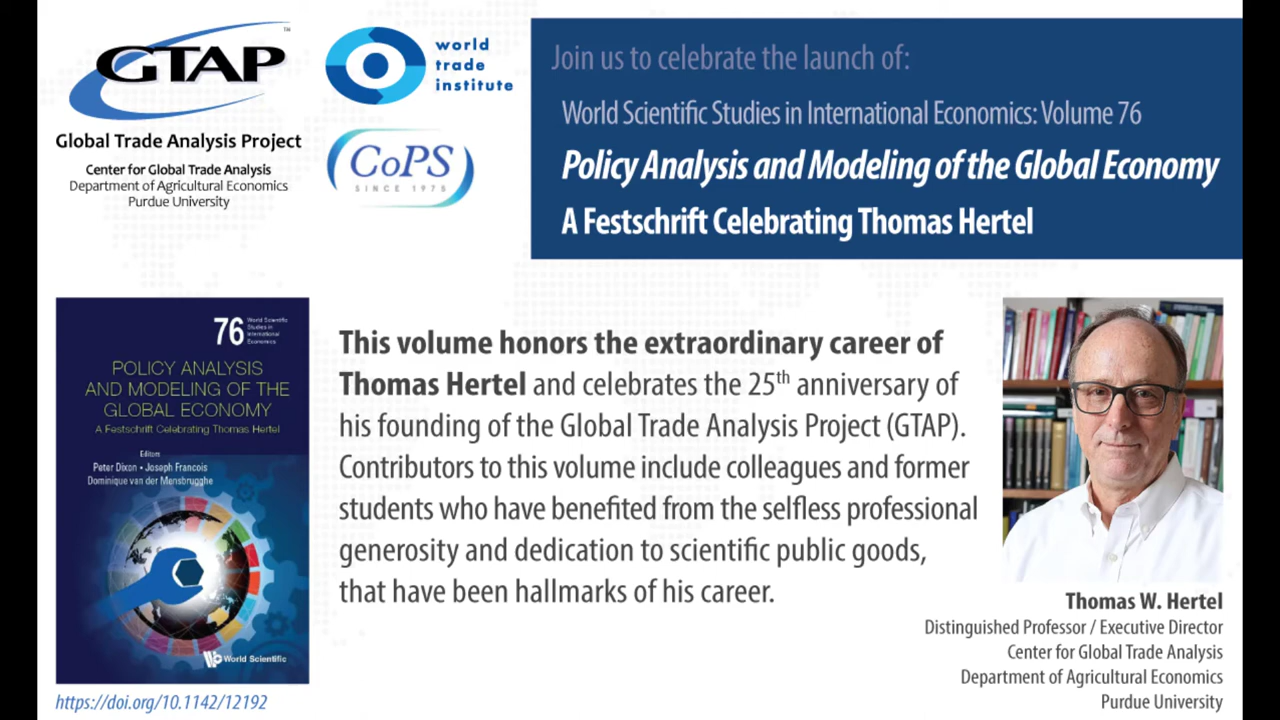 GTAP
TM
Global Trade Analysis Project
Center for Global Trade Analysis
Department of Agricultural Economics
Purdue University
world
trade
institute
CoPS
SINCE 1975
Join us to celebrate the launch of:
World Scientific Studies in International Economics: Volume 76
Policy Analysis and Modeling of the Global Economy
A Festschrift Celebrating Thomas Hertel
76
World Scientific
Studies in
International
Economics
POLICY ANALYSIS
AND MODELING OF THE
GLOBAL ECONOMY
A Festschrift Celebrating Thomas Hertel
Editors
Peter Dixon • Joseph Francois
Dominique van der Mensbrugghe
World Scientific
https://doi.org/10.1142/12192
This volume honors the extraordinary career of
Thomas Hertel and celebrates the 25th anniversary of
his founding of the Global Trade Analysis Project (GTAP).
Contributors to this volume include colleagues and former
students who have benefited from the selfless professional
generosity and dedication to scientific public goods,
that have been hallmarks of his career.
Thomas W. Hertel
Distinguished Professor / Executive Director
Center for Global Trade Analysis
Department of Agricultural Economics
Purdue University